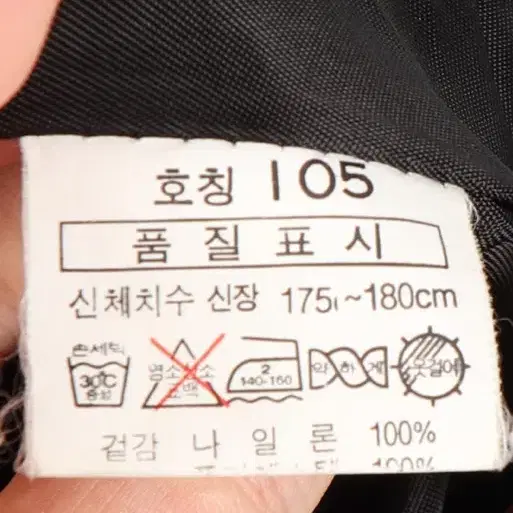 호칭 105
품질표시
신체치수 신장 175~180cm
손세탁 약하게 옷걸이
30℃ 염소 표백 2
중성 140-160
겉감 나일론 100%